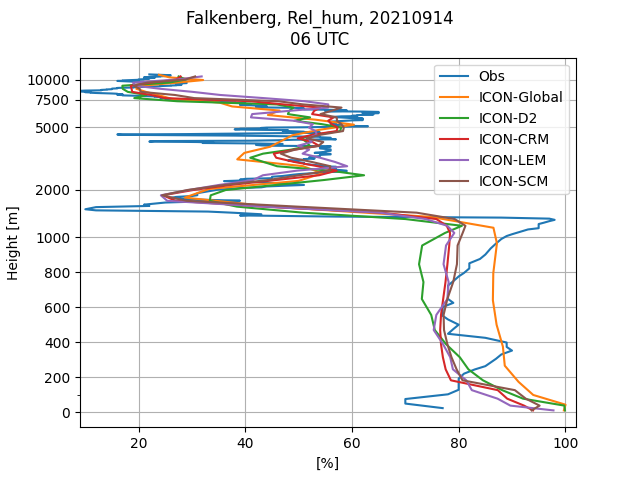 Falkenberg, Rel_hum, 20210914
06 UTC
Height [m]
10000
7500
5000
2000
1000
800
600
400
200
0
Obs
ICON-Global
ICON-D2
ICON-CRM
ICON-LEM
ICON-SCM
20 40 60 80 100
[%]